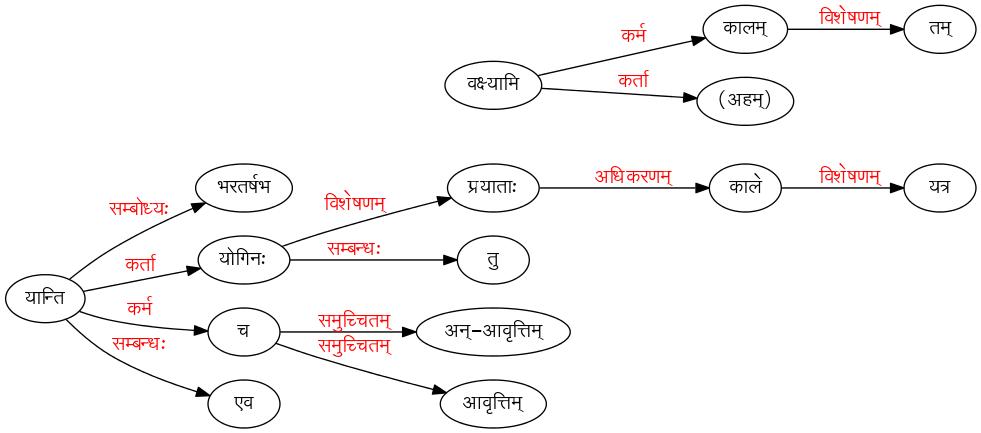 विशेषणम्
कालम्
तम्
कर्म
वक्ष्यामि
कर्ता
(अहम्)
भरतर्षभ
प्रयाताः
अधिकरणम्
काले
विशेषणम्
यत्र
सम्बोध्यः
विशेषणम्
योगिनः
सम्बन्धः
तु
कर्ता
यान्ति
कर्म
च
समुच्चितम्
अन्-आवृत्तिम्
समुच्चितम्
सम्बन्धः
एव
आवृत्तिम्